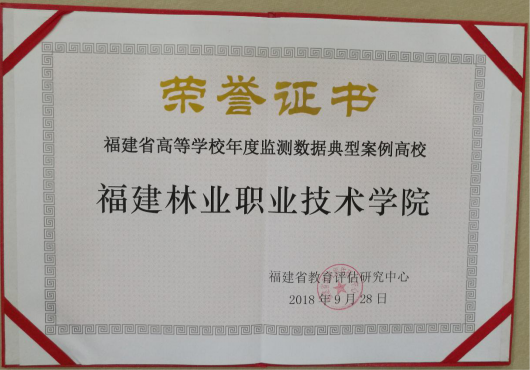 荣誉证书
福建省高等学校年度监测数据典型案例高校
福建林业职业技术学院
福建省教育评估研究中心
2018年9月28日